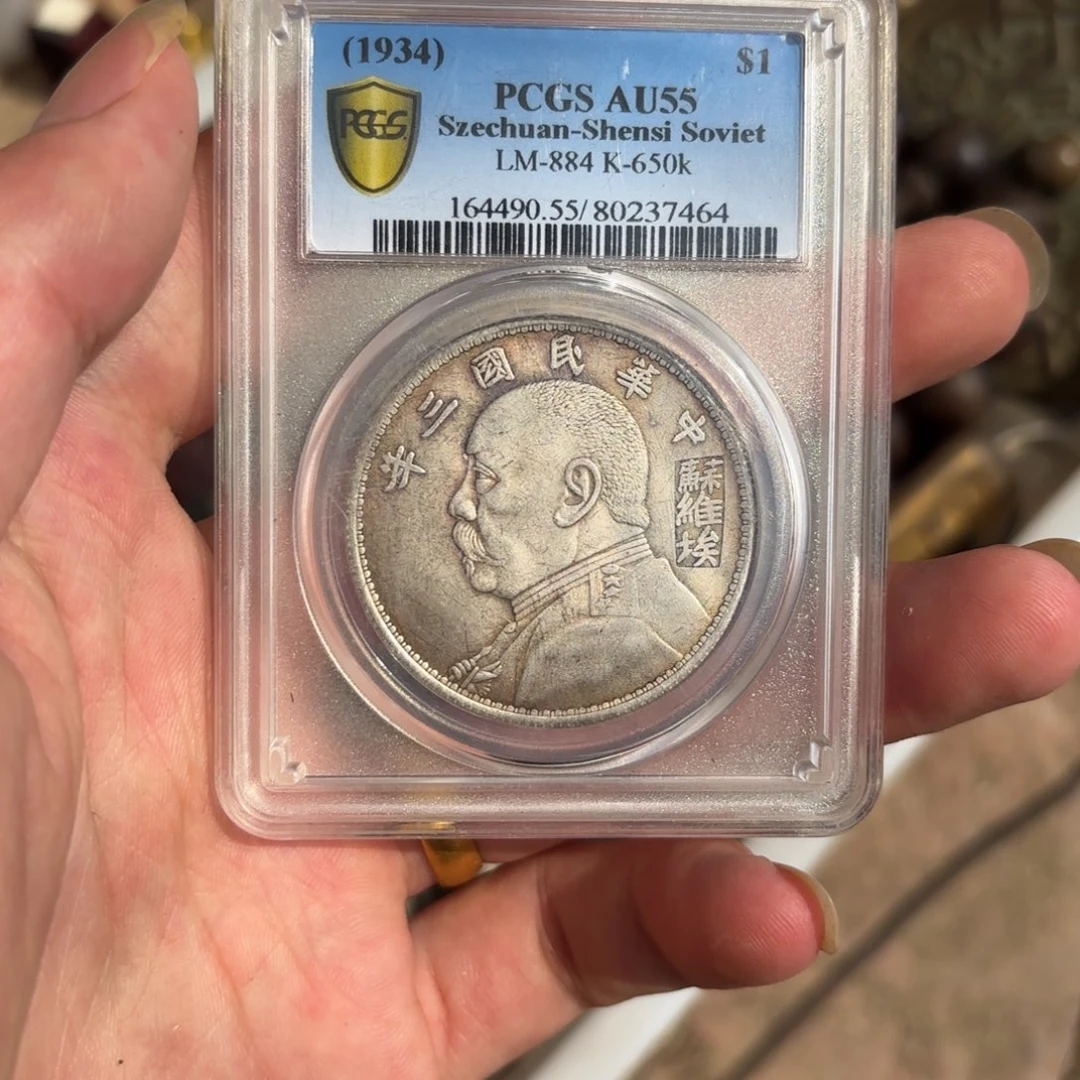 (1934) $1
PCGS AU55
PCGS
Szechuan-Shensi Soviet
LM-884 K-650k
164490.55/80237464
中華民國三年
蘇維埃